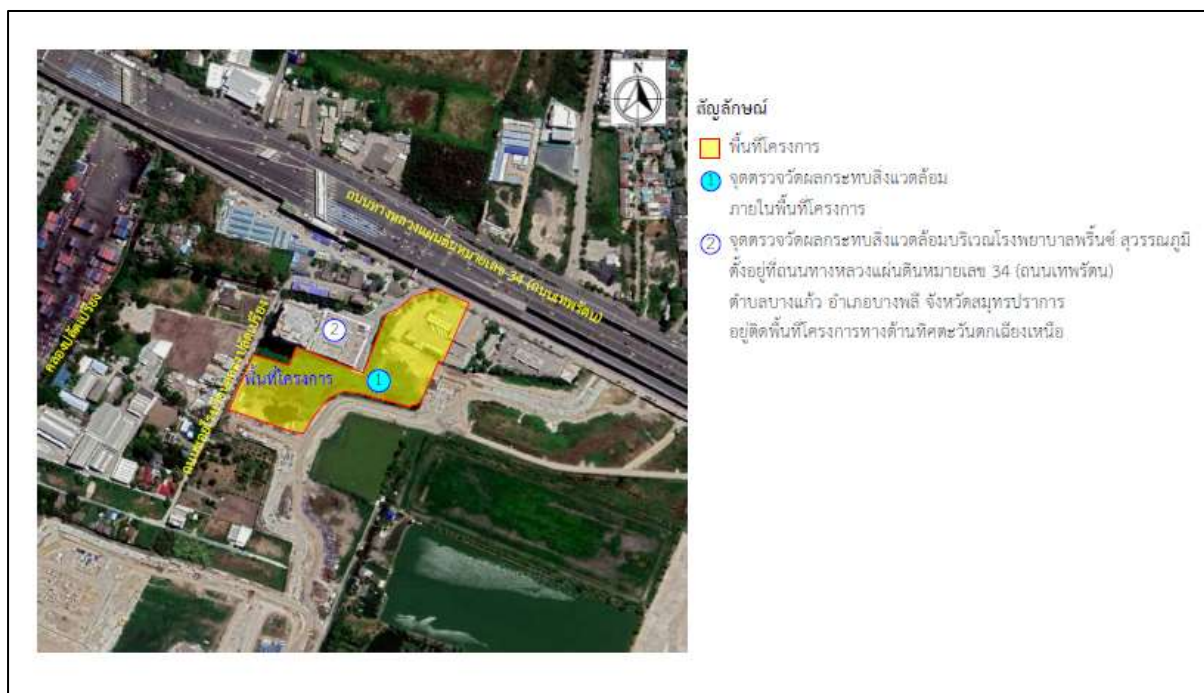 N
สัญลักษณ์
พื้นที่โครงการ
1 จุดตรวจวัดผลกระทบสิ่งแวดล้อม
ภายในพื้นที่โครงการ
2 จุดตรวจวัดผลกระทบสิ่งแวดล้อมบริเวณโรงพยาบาลพริ้นซ์ สุวรรณภูมิ
ตั้งอยู่ที่ถนนทางหลวงแผ่นดินหมายเลข 34 (ถนนเทพรัตน)
ตำบลบางแก้ว อำเภอบางพลี จังหวัดสมุทรปราการ
อยู่ติดพื้นที่โครงการทางด้านทิศตะวันตกเฉียงเหนือ
ถนนทางหลวงแผ่นดินหมายเลข 34 (ถนนเทพรัตน)
คลองปลัดเปรียง
2
พื้นที่โครงการ
1